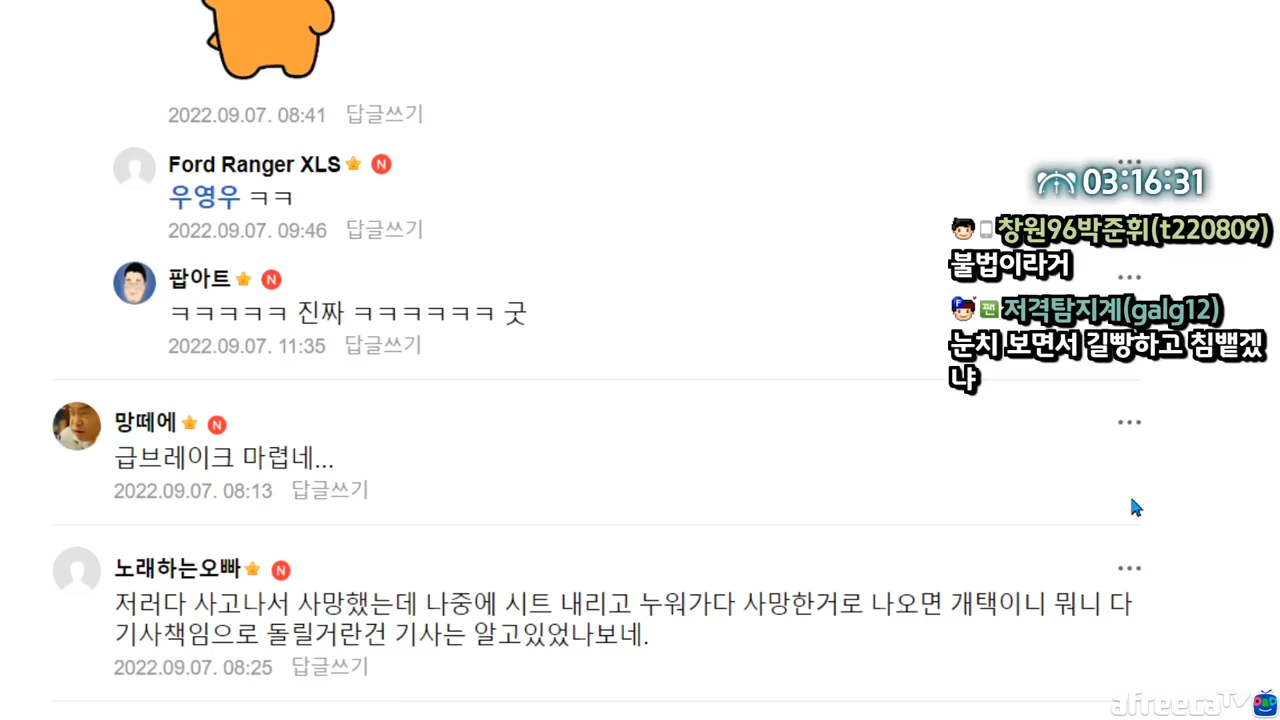 2022.09.07. 08:41 답글쓰기
Ford Ranger XLS N
우영우 ㅋㅋ
2022.09.07. 09:46 답글쓰기
팝아트 N
ㅋㅋㅋㅋㅋ 진짜 ㅋㅋㅋㅋㅋㅋ 굿
2022.09.07. 11:35 답글쓰기
망떼에 N
급브레이크 마렵네...
2022.09.07. 08:13 답글쓰기
노래하는오빠 N
저러다 사고나서 사망했는데 나중에 시트 내리고 누워가다 사망한거로 나오면 개택이니 뭐니 다
기사책임으로 돌릴거란건 기사는 알고있었나보네.
2022.09.07. 08:25 답글쓰기
03:16:31
창원96박준휘(t220809)
불법이라거
F 팬 저격탐지계(galg12)
눈치 보면서 길빵하고 침뱉겠
냐
afreecaTV